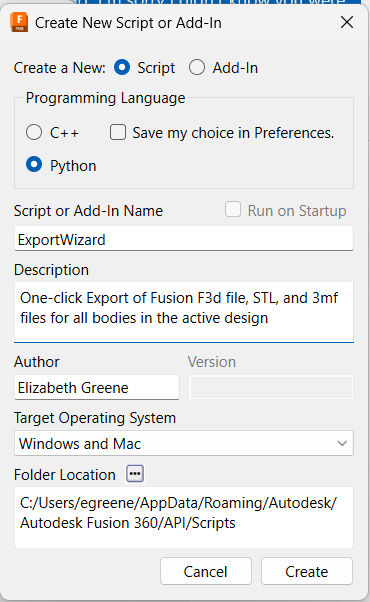 Create New Script or Add-In
Create a New: Script Add-In
Programming Language
C++ Save my choice in Preferences.
Python
Script or Add-In Name Run on Startup
ExportWizard
Description
One-click Export of Fusion F3d file, STL, and 3mf
files for all bodies in the active design
Author Version
Elizabeth Greene
Target Operating System
Windows and Mac
Folder Location
C:/Users/egreene/AppData/Roaming/Autodesk/
Autodesk Fusion 360/API/Scripts
Cancel Create